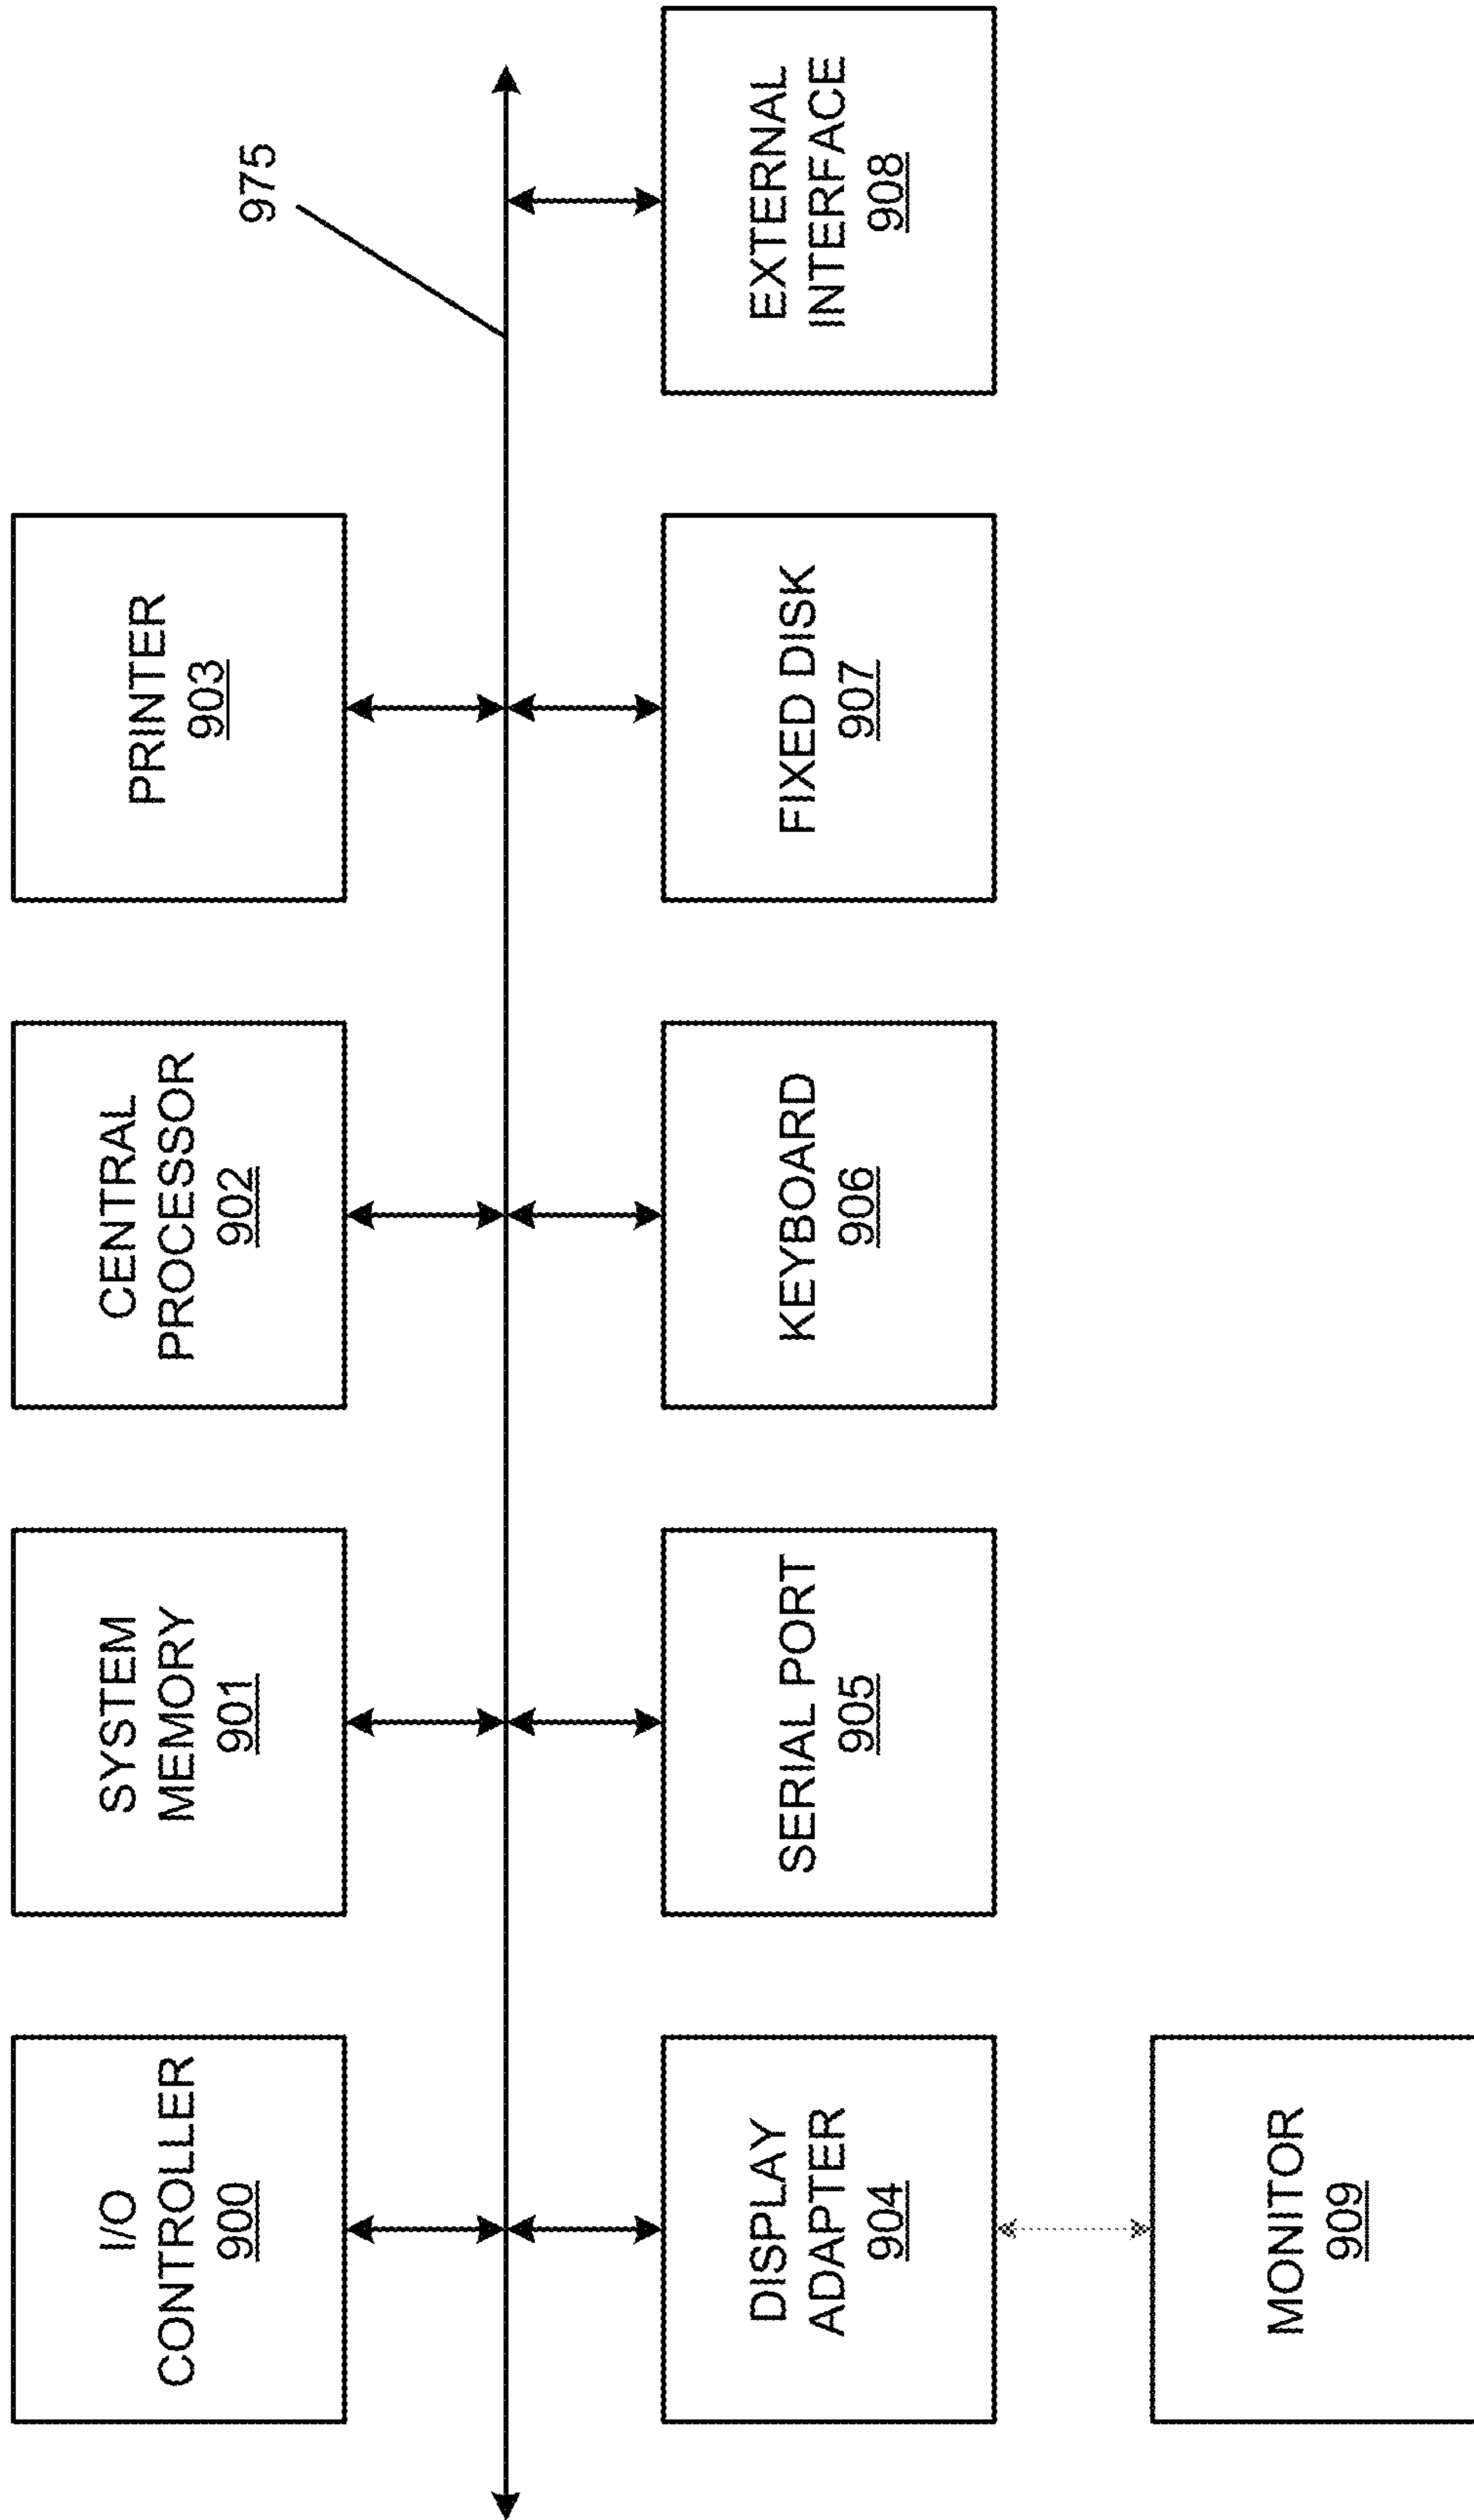 975
I/O
CONTROLLER
900
SYSTEM
MEMORY
901
CENTRAL
PROCESSOR
902
PRINTER
903
DISPLAY
ADAPTER
904
SERIAL PORT
905
KEYBOARD
906
FIXED DISK
907
EXTERNAL
INTERFACE
908
MONITOR
909